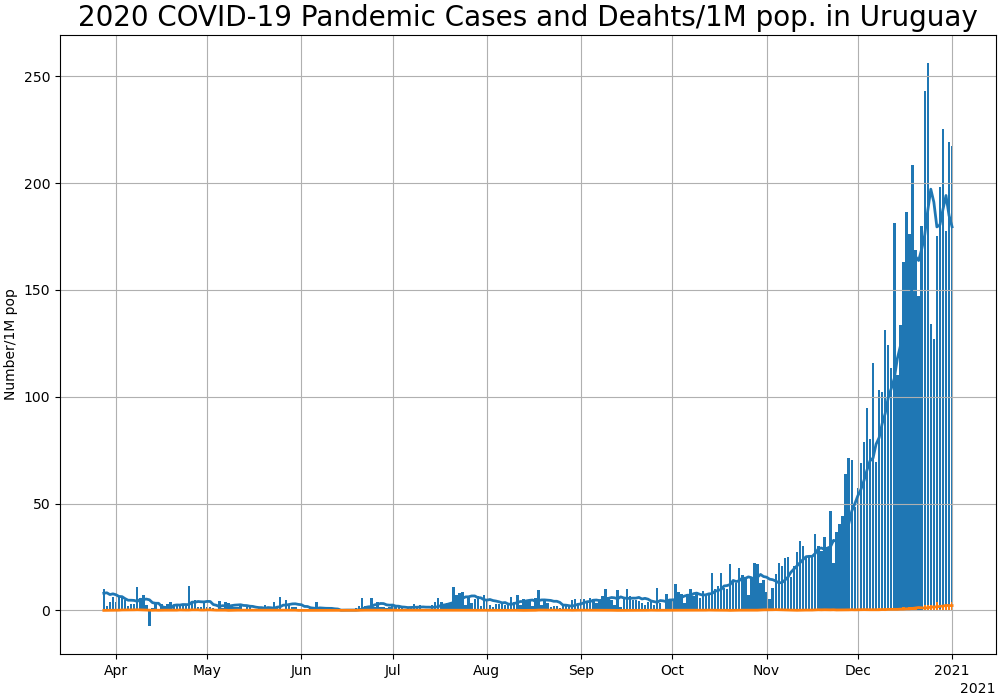 2020 COVID-19 Pandemic Cases and Deahts/1M pop. in Uruguay
250
200
150
100
50
0
Number/1M pop
Apr May Jun Jul Aug Sep Oct Nov Dec 2021
2021